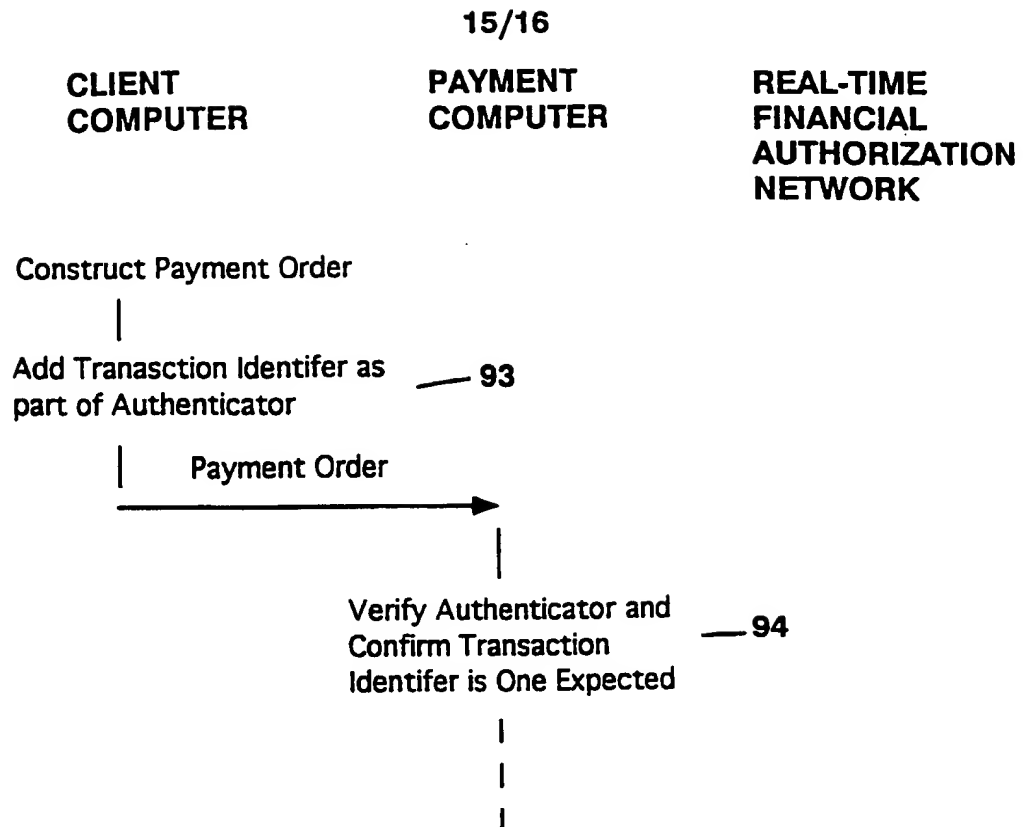 15/16
CLIENT
COMPUTER
PAYMENT
COMPUTER
REAL-TIME
FINANCIAL
AUTHORIZATION
NETWORK
Construct Payment Order
Add Tranasction Identifer as
part of Authenticator
93
Payment Order
Verify Authenticator and
Confirm Transaction
Identifer is One Expected
94